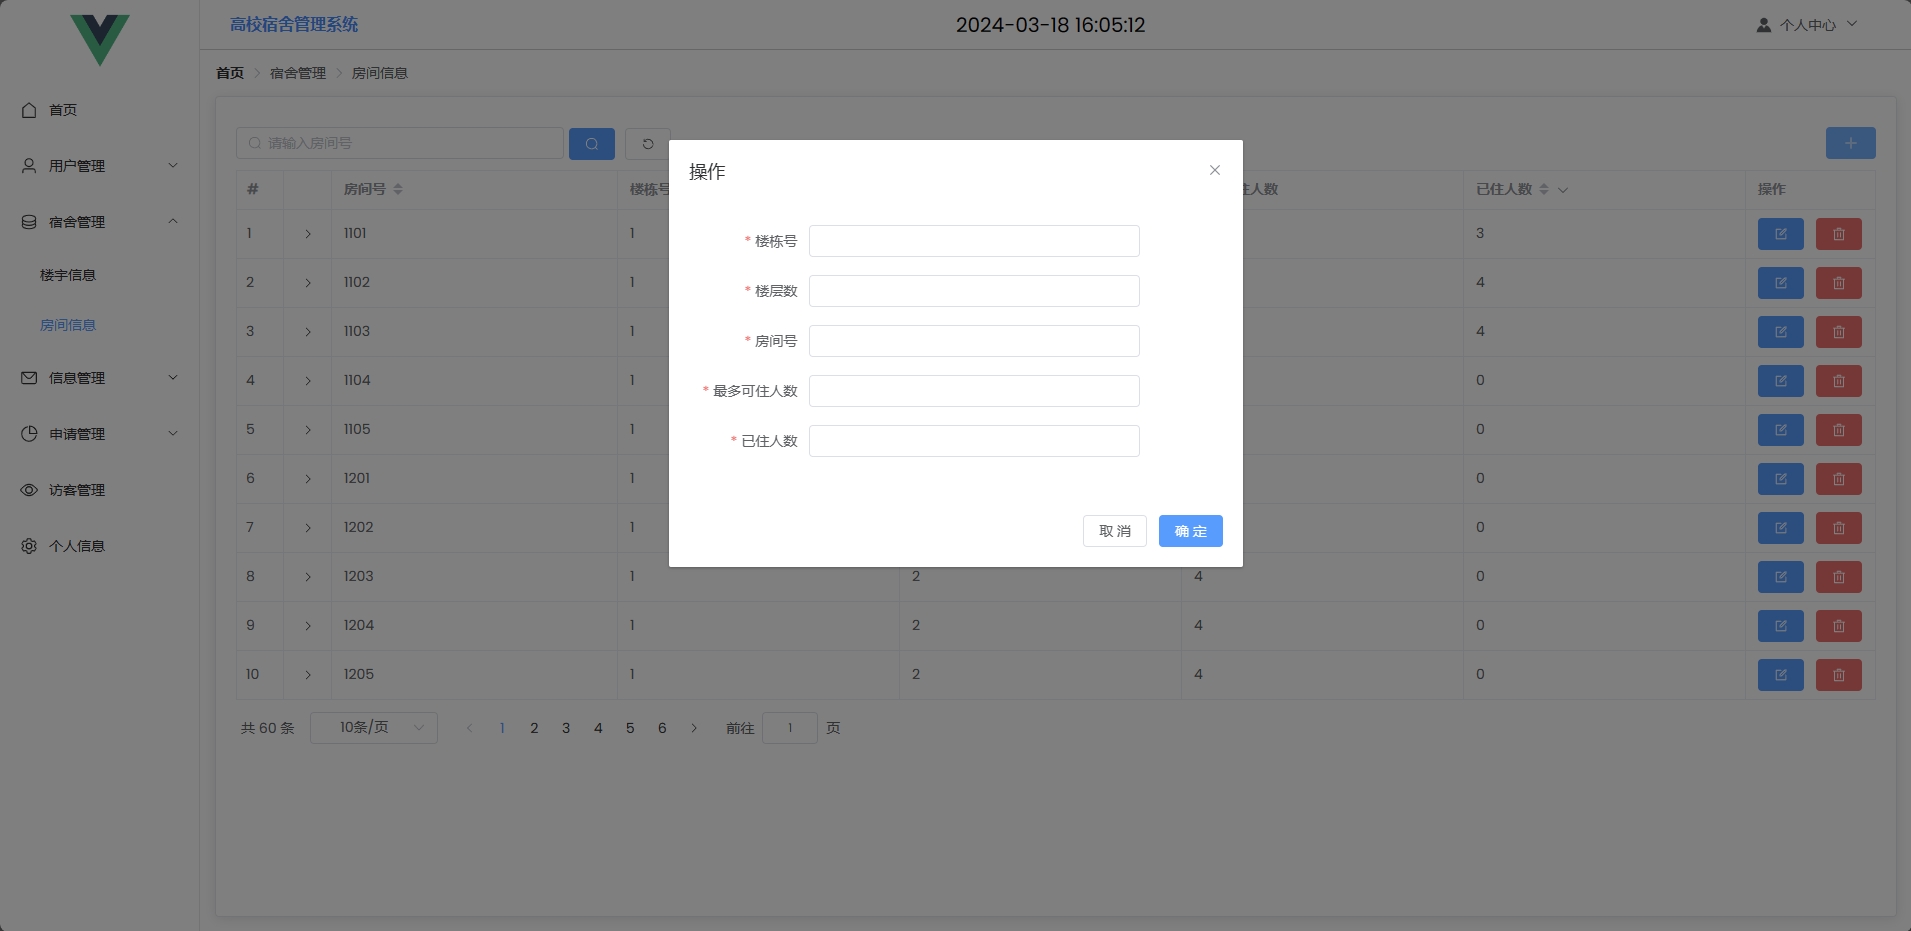 高校宿舍管理系统
2024-03-18 16:05:12
个人中心
首页
用户管理
宿舍管理
楼宇信息
房间信息
信息管理
申请管理
访客管理
个人信息
首页 宿舍管理 房间信息
请输入房间号
# 房间号 楼栋号 住人数 已住人数 操作
1 1101 1 3
2 1102 1 4
3 1103 1 4
4 1104 1 0
5 1105 1 0
6 1201 1 0
7 1202 1 0
8 1203 1 2 4 0
9 1204 1 2 4 0
10 1205 1 2 4 0
共 60 条 10条/页 1 2 3 4 5 6 前往 1 页
操作
* 楼栋号
* 楼层数
* 房间号
* 最多可住人数
* 已住人数
取 消 确 定